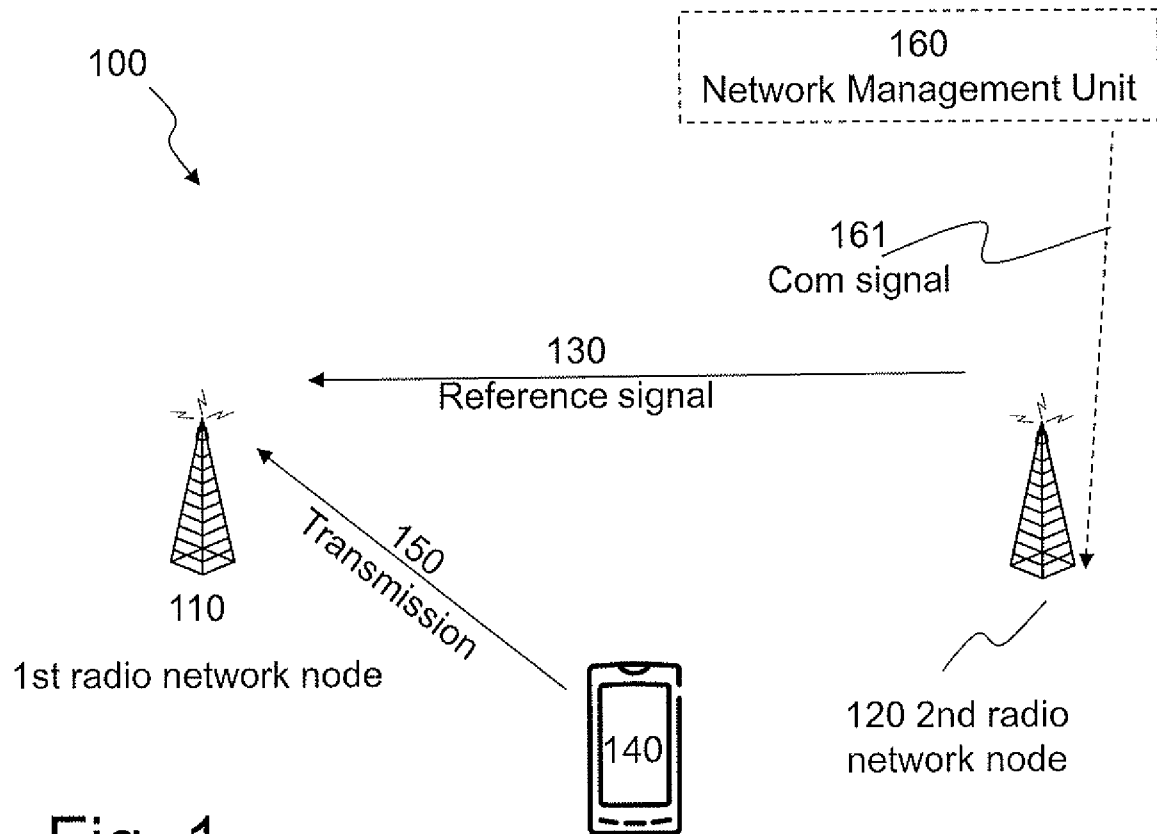 100
160
Network Management Unit
161
Com signal
130
Reference signal
150
Transmission
110
1st radio network node
140
120 2nd radio
network node
Fig. 1